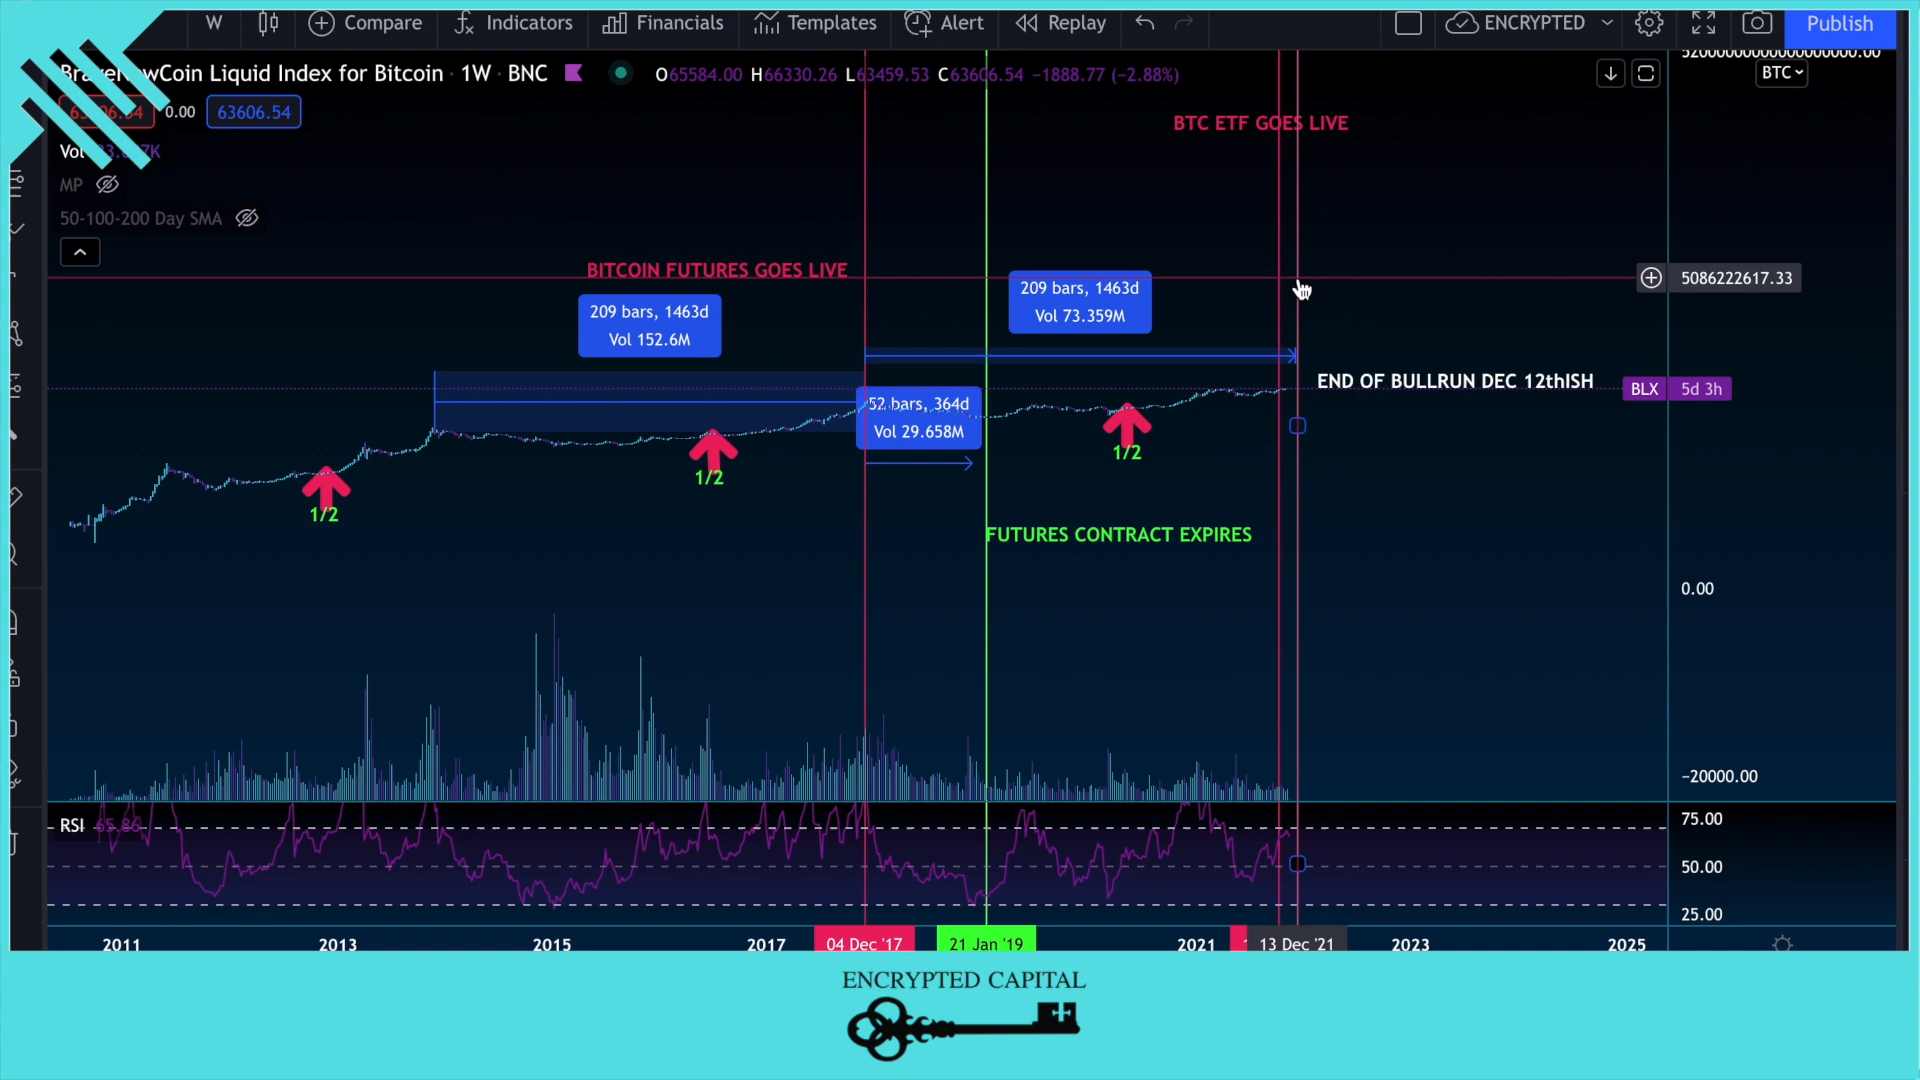 W Compare Indicators Financials Templates Alert Replay ENCRYPTED Publish
BraveNewCoin Liquid Index for Bitcoin · 1W · BNC O65584.00 H66330.26 L63459.53 C63606.54 −1888.77 (−2.88%)
BTC
0.00 63606.54
Vol
MP
50-100-200 Day SMA
BTC ETF GOES LIVE
BITCOIN FUTURES GOES LIVE
5086222617.33
209 bars, 1463d
Vol 152.6M
209 bars, 1463d
Vol 73.359M
END OF BULLRUN DEC 12thISH
BLX 5d 3h
52 bars, 364d
Vol 29.658M
1/2
1/2
1/2
FUTURES CONTRACT EXPIRES
0.00
−20000.00
RSI 65.86
75.00
50.00
25.00
2011 2013 2015 2017 04 Dec '17 21 Jan '19 2021 13 Dec '21 2023 2025
ENCRYPTED CAPITAL